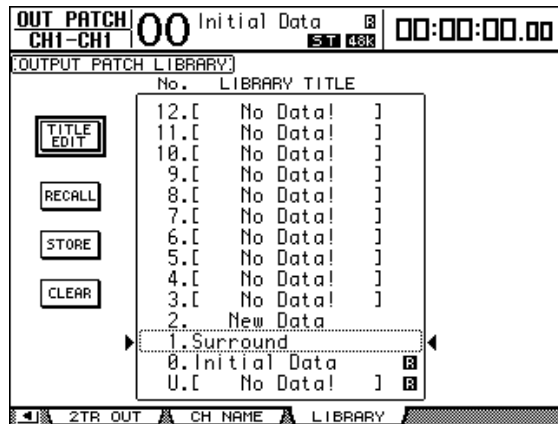 OUT PATCH
CH1-CH1
00 Initial Data R
ST 48K
00:00:00.00
OUTPUT PATCH LIBRARY
No. LIBRARY TITLE
12.[ No Data! ]
11.[ No Data! ]
10.[ No Data! ]
9.[ No Data! ]
8.[ No Data! ]
7.[ No Data! ]
6.[ No Data! ]
5.[ No Data! ]
4.[ No Data! ]
3.[ No Data! ]
2. New Data
1.Surround
0.Initial Data R
U.[ No Data! ] R
TITLE
EDIT
RECALL
STORE
CLEAR
2TR OUT
CH NAME
LIBRARY